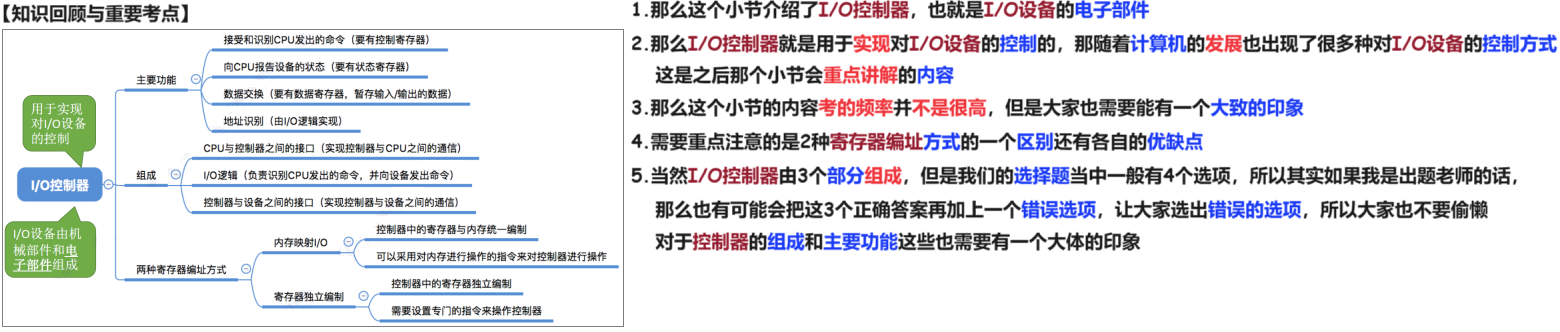 【知识回顾与重要考点】
用于实现
对I/O设备
的控制
I/O控制器
I/O设备由机
械部件和电
子部件组成
主要功能
接受和识别CPU发出的命令（要有控制寄存器）
向CPU报告设备的状态（要有状态寄存器）
数据交换（要有数据寄存器，暂存输入/输出的数据）
地址识别（由I/O逻辑实现）
组成
CPU与控制器之间的接口（实现控制器与CPU之间的通信）
I/O逻辑（负责识别CPU发出的命令，并向设备发出命令）
控制器与设备之间的接口（实现控制器与设备之间的通信）
两种寄存器编址方式
内存映射I/O
控制器中的寄存器与内存统一编制
可以采用对内存进行操作的指令来对控制器进行操作
寄存器独立编制
控制器中的寄存器独立编制
需要设置专门的指令来操作控制器
1.那么这个小节介绍了I/O控制器，也就是I/O设备的电子部件
2.那么I/O控制器就是用于实现对I/O设备的控制的，那随着计算机的发展也出现了很多种对I/O设备的控制方式
这是之后那个小节会重点讲解的内容
3.那么这个小节的内容考的频率并不是很高，但是大家也需要能有一个大致的印象
4.需要重点注意的是2种寄存器编址方式的一个区别还有各自的优缺点
5.当然I/O控制器由3个部分组成，但是我们的选择题当中一般有4个选项，所以其实如果我是出题老师的话，
那么也有可能会把这3个正确答案再加上一个错误选项，让大家选出错误的选项，所以大家也不要偷懒
对于控制器的组成和主要功能这些也需要有一个大体的印象